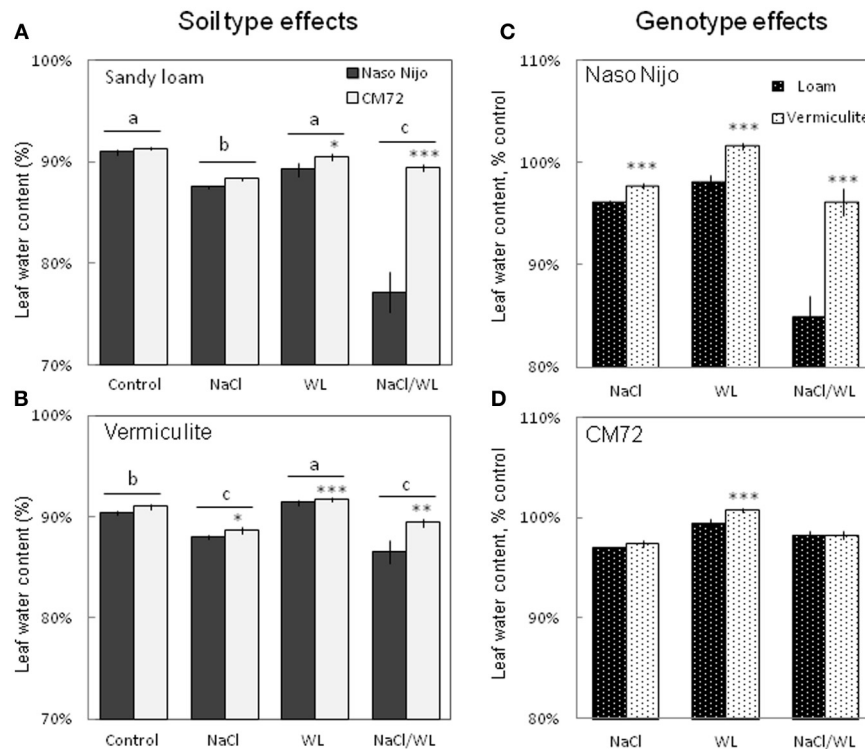 Soil type effects
Genotype effects
A
100%
90%
80%
70%
Leaf water content (%)
Sandy loam
Naso Nijo
CM72
a
b
a
c
*
***
Control
NaCl
WL
NaCl/WL
B
100%
90%
80%
70%
Leaf water content (%)
Vermiculite
b
c
a
c
*
***
**
Control
NaCl
WL
NaCl/WL
C
110%
100%
90%
80%
Leaf water content, % control
Naso Nijo
Loam
Vermiculite
***
***
***
NaCl
WL
NaCl/WL
D
110%
100%
90%
80%
Leaf water content, % control
CM72
***
NaCl
WL
NaCl/WL